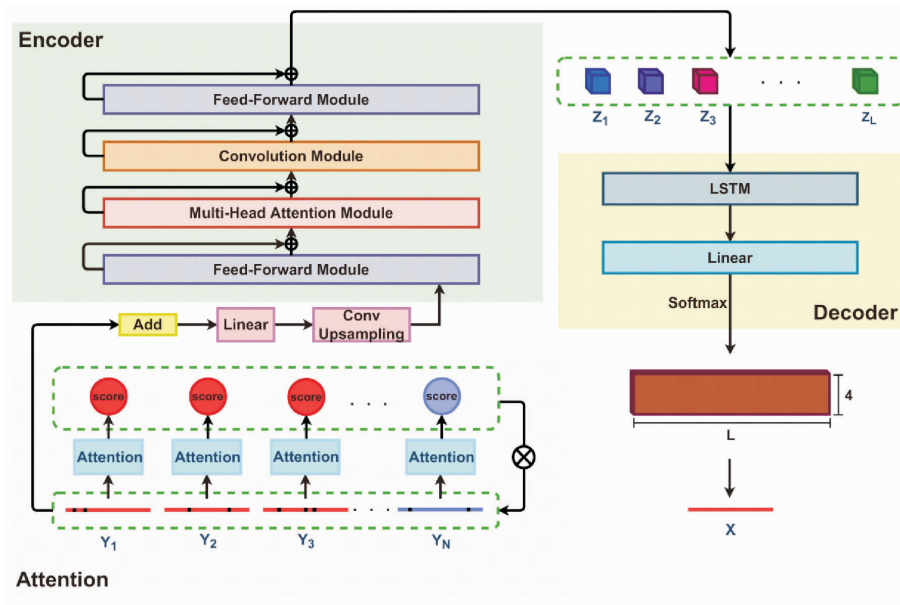 Encoder
Feed-Forward Module
Convolution Module
Multi-Head Attention Module
Feed-Forward Module
Add
Linear
Conv
Upsampling
score score score . . . score
Attention Attention Attention Attention
. . .
Y1 Y2 Y3 YN
Attention
. . .
Z1 Z2 Z3 ZL
LSTM
Linear
Softmax
Decoder
4
L
X